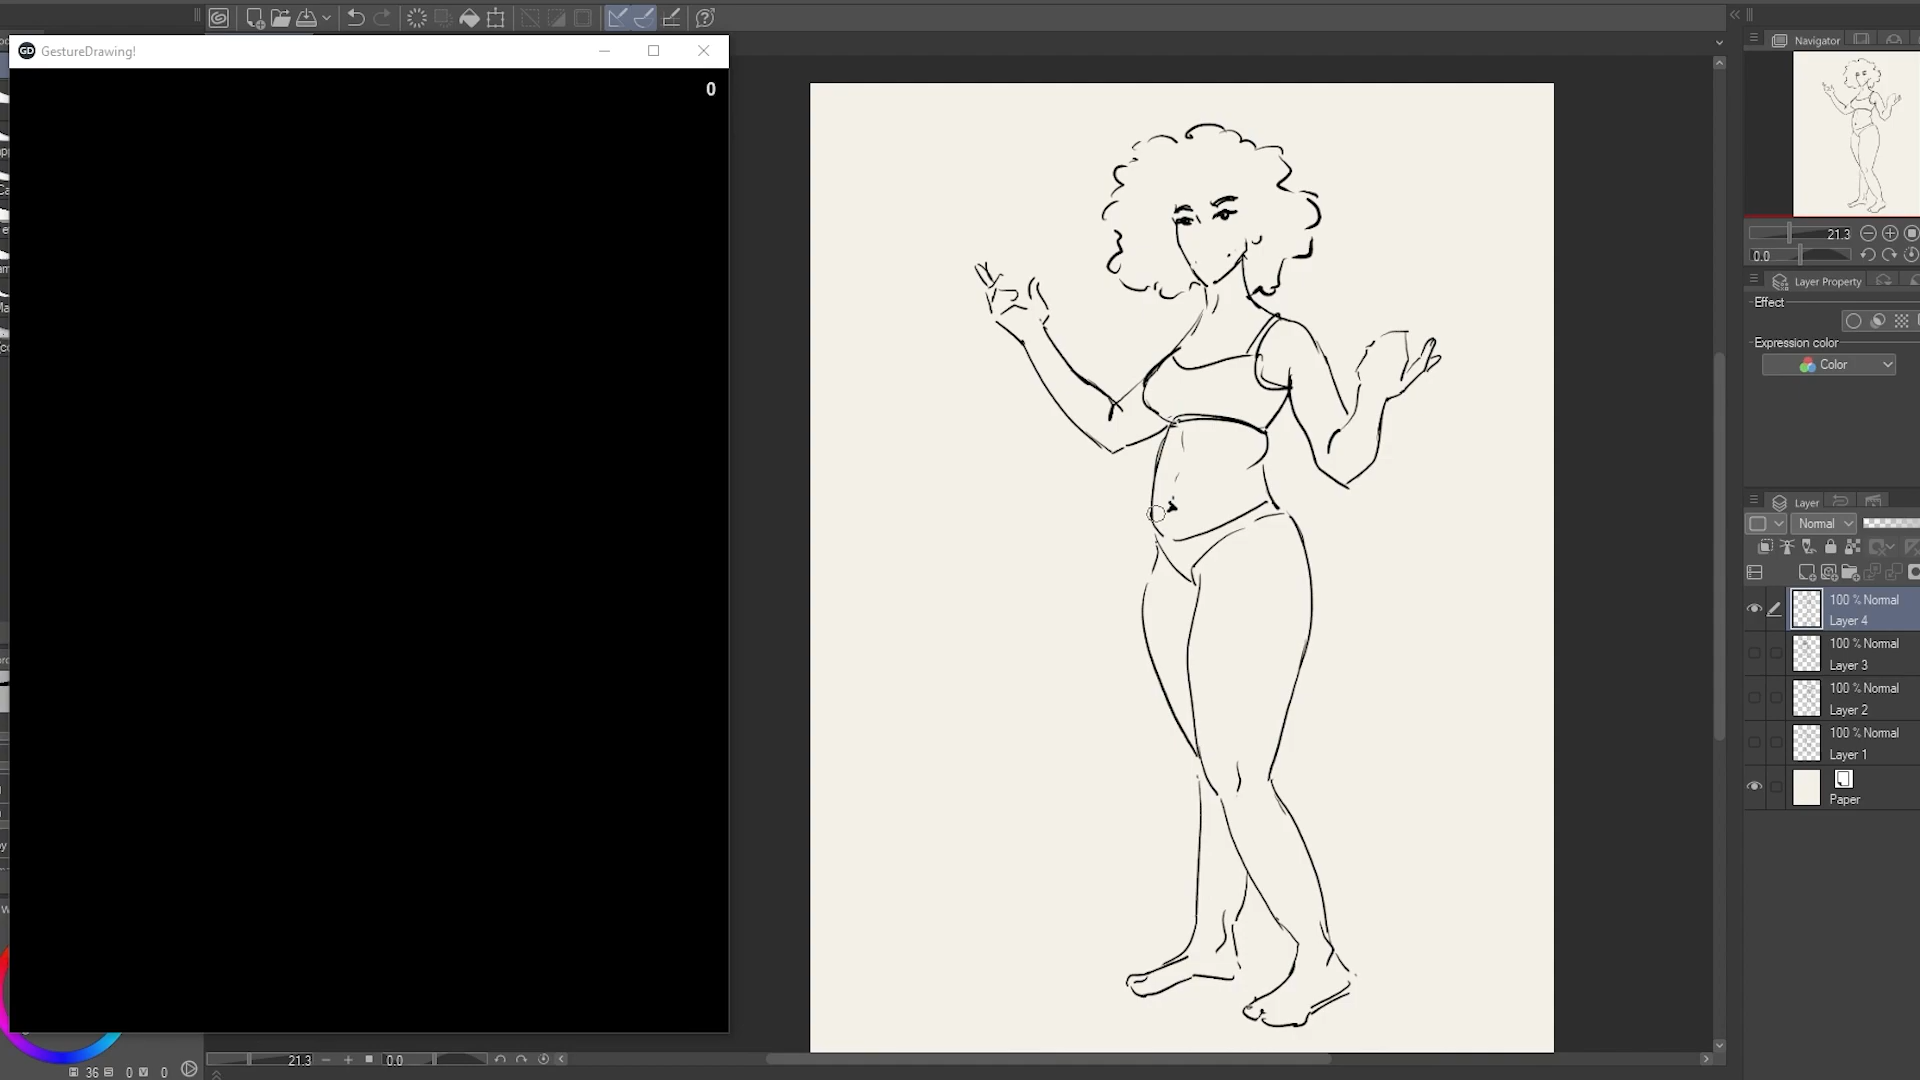 GD GestureDrawing!
0
Navigator
21.3
0.0
Layer Property
Effect
Expression color
Color
Layer
Normal
100 % Normal
Layer 4
100 % Normal
Layer 3
100 % Normal
Layer 2
100 % Normal
Layer 1
Paper
21.3
0.0
H 36 S 0 V 0